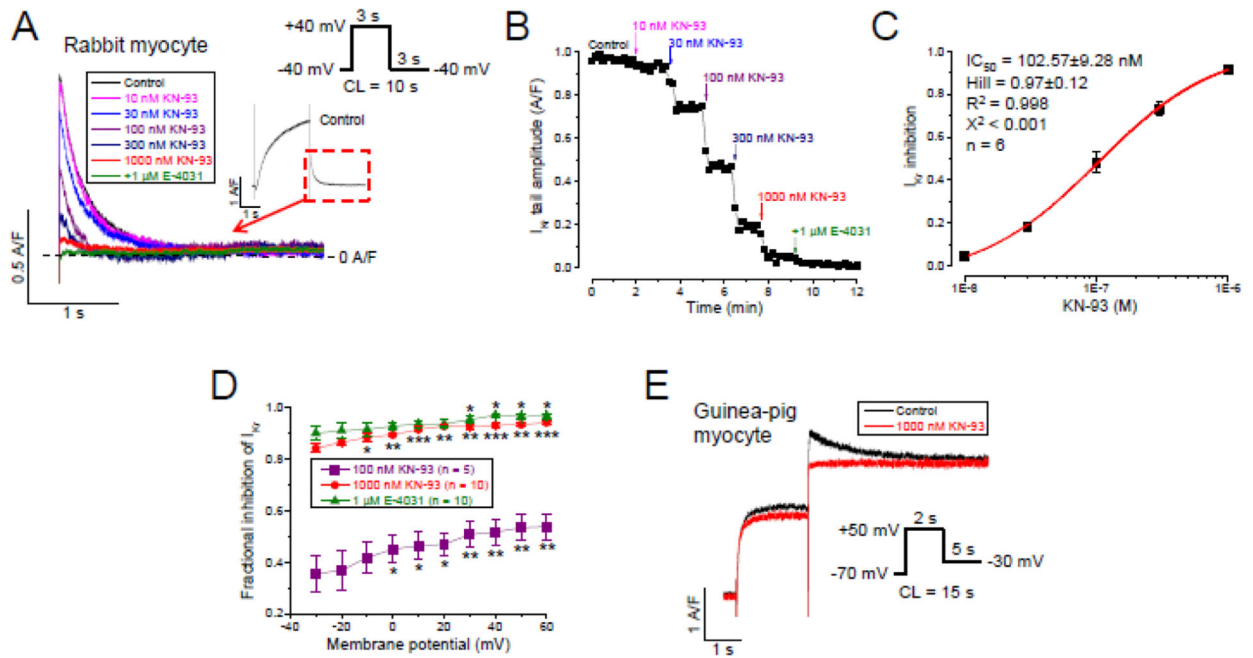 A
Rabbit myocyte
Control
10 nM KN-93
30 nM KN-93
100 nM KN-93
300 nM KN-93
1000 nM KN-93
+1 µM E-4031
3 s
+40 mV
3 s
-40 mV
-40 mV
CL = 10 s
Control
1 A/F
1 s
0 A/F
0.5 A/F
1 s
B
Control
10 nM KN-93
30 nM KN-93
100 nM KN-93
300 nM KN-93
1000 nM KN-93
+1 µM E-4031
IKr tail amplitude (A/F)
1.0
0.8
0.6
0.4
0.2
0.0
0 2 4 6 8 10 12
Time (min)
C
IC50 = 102.57±9.28 nM
Hill = 0.97±0.12
R2 = 0.998
X2 < 0.001
n = 6
IKr inhibition
1.0
0.8
0.6
0.4
0.2
0.0
1E-8 1E-7 1E-6
KN-93 (M)
D
Fractional inhibition of IKr
1.0
0.8
0.6
0.4
0.2
* * * *
* ** *** ** ** *** ** ***
100 nM KN-93 (n = 5)
1000 nM KN-93 (n = 10)
1 µM E-4031 (n = 10)
* * * ** ** ** **
-40 -20 0 20 40 60
Membrane potential (mV)
E
Guinea-pig
myocyte
Control
1000 nM KN-93
2 s
+50 mV
5 s
-30 mV
-70 mV
CL = 15 s
1 A/F
1 s